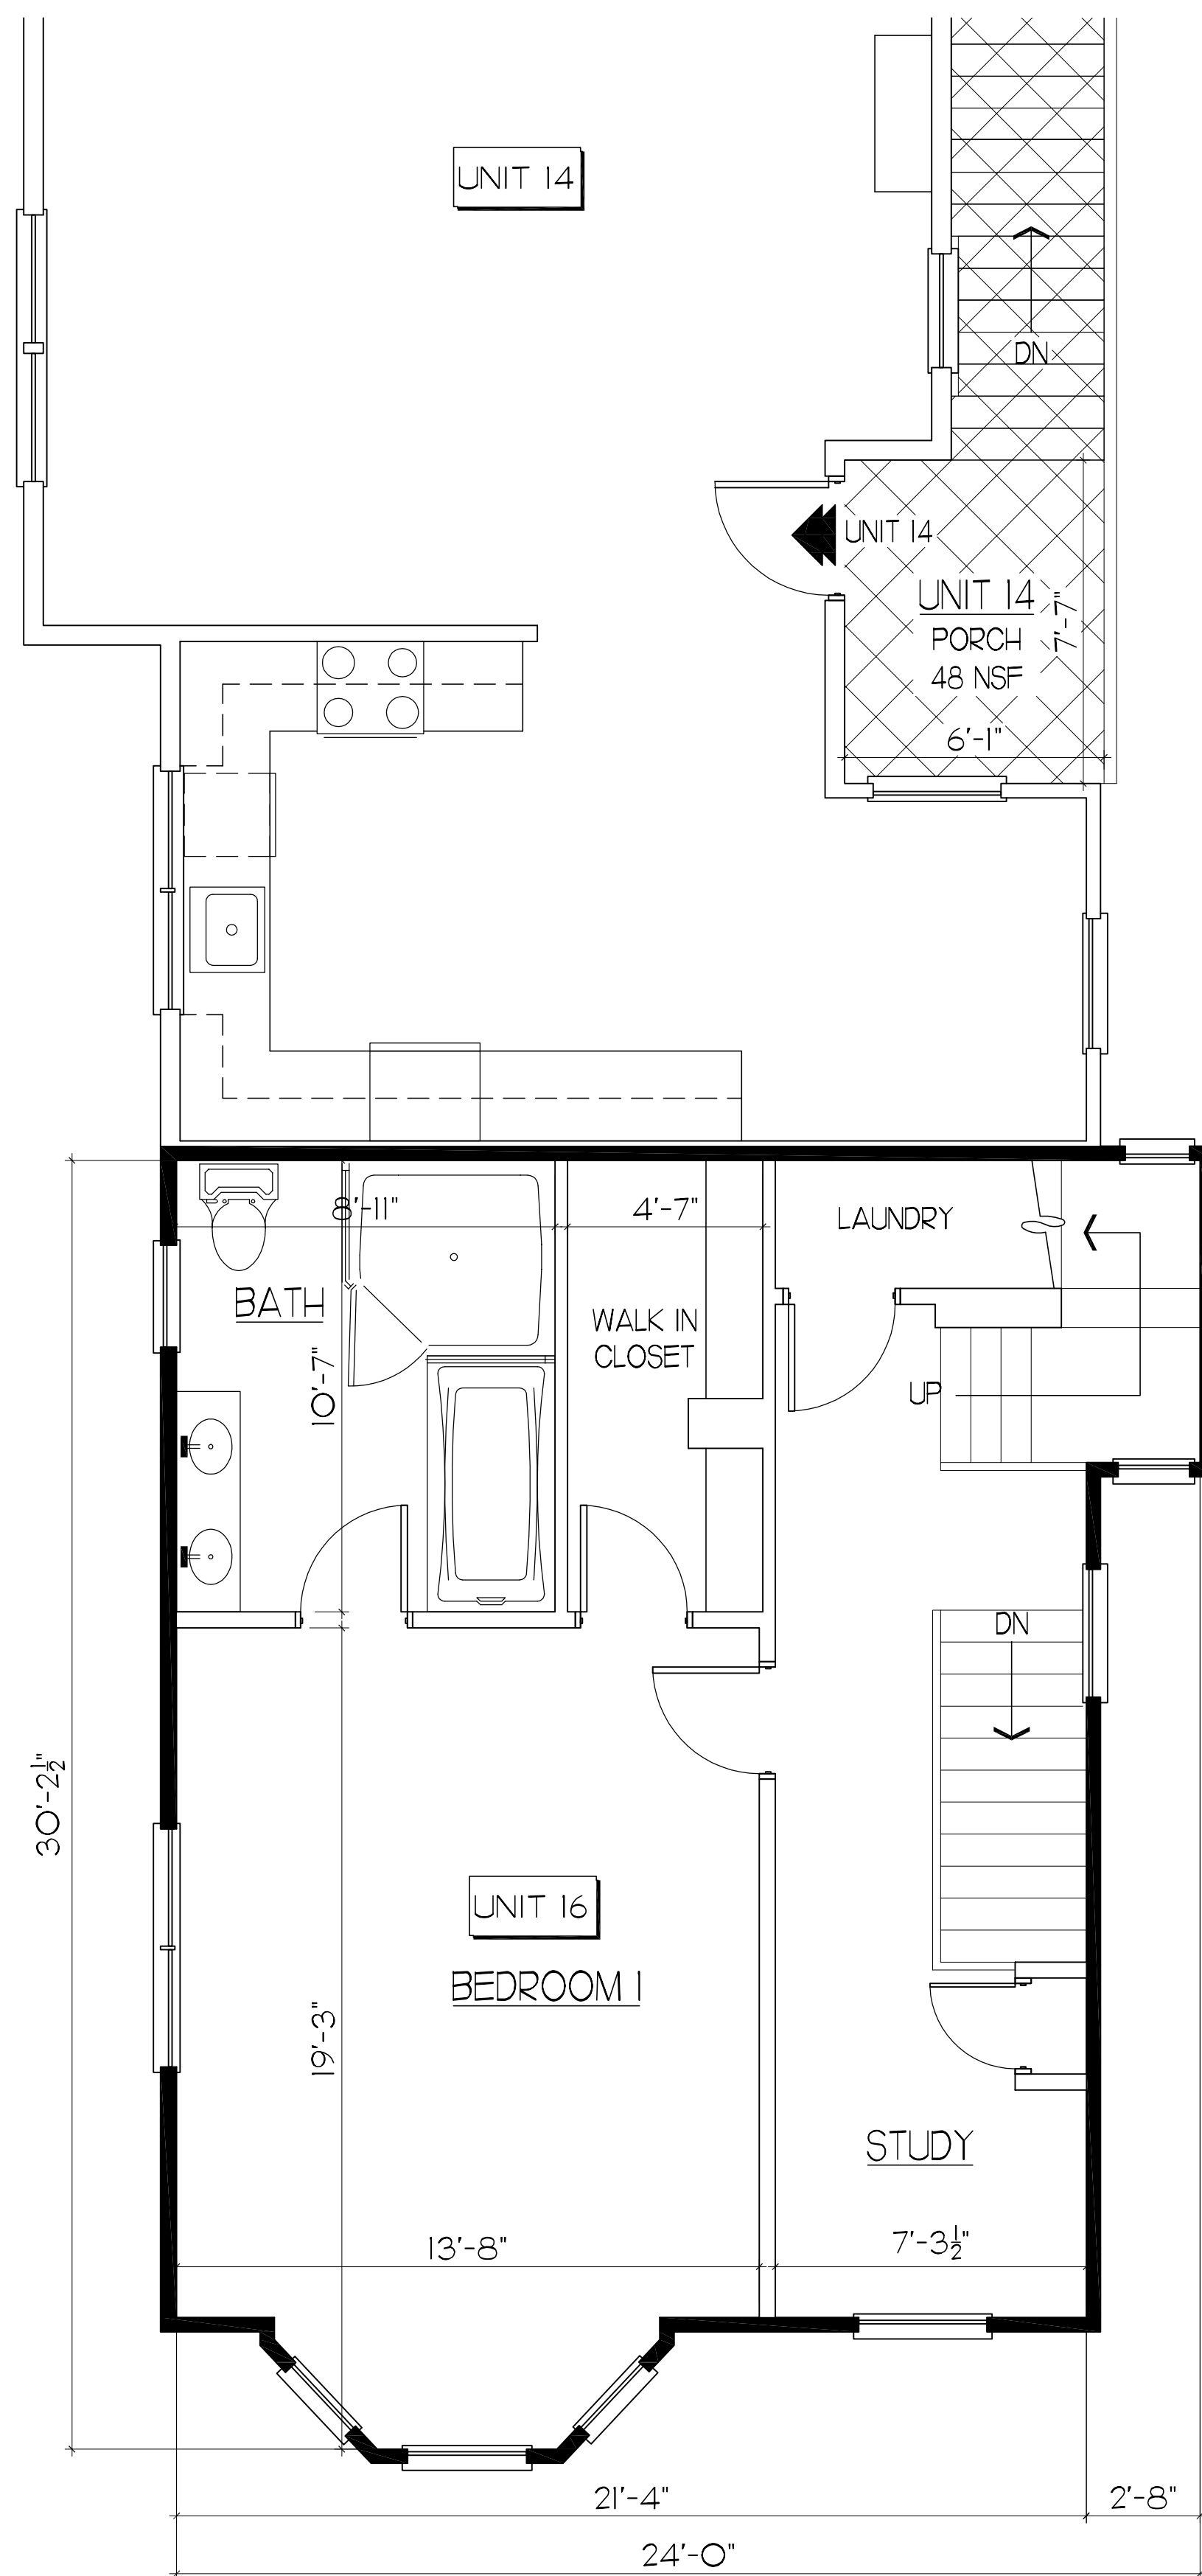 UNIT 14
DN
UNIT 14
UNIT 14
PORCH
48 NSF
7'-7"
6'-1"
8'-11"
4'-7"
LAUNDRY
BATH
WALK IN
CLOSET
10'-7"
UP
DN
30'-2½"
UNIT 16
BEDROOM 1
19'-3"
STUDY
13'-8"
7'-3½"
21'-4"
2'-8"
24'-0"